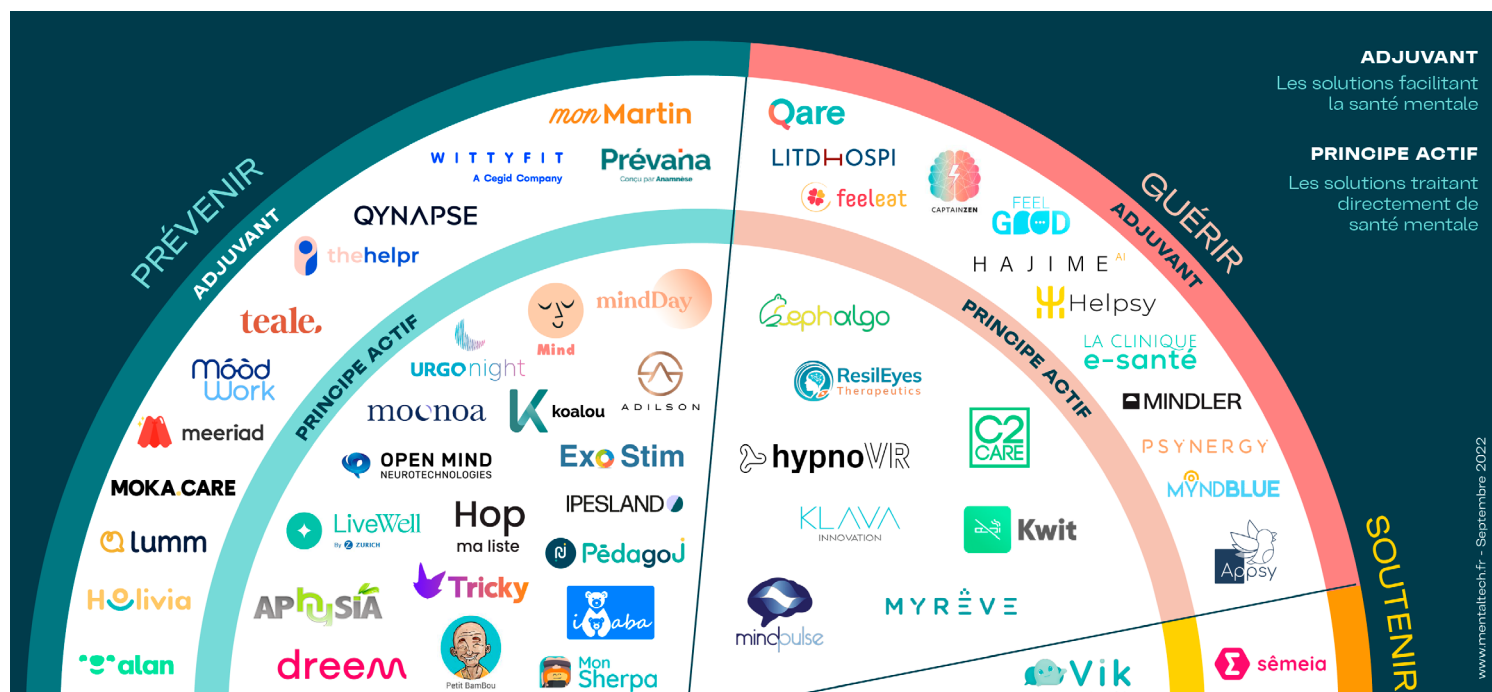 ADJUVANT
Les solutions facilitant
la santé mentale
PRINCIPE ACTIF
Les solutions traitant
directement de
santé mentale
www.mentaltech.fr - Septembre 2022
PRÉVENIR
ADJUVANT
mon Martin
WITTYFIT
A Cegid Company
Prévana
Conçu par Anamnèse
QYNAPSE
thehelpr
teale.
móòd
Work
meeriad
MOKA.CARE
lumm
Holivia
alan
PRINCIPE ACTIF
mindDay
Mind
URGOnight
ADILSON
moonoa
koalou
OPEN MIND
NEUROTECHNOLOGIES
Exo Stim
IPESLAND
LiveWell
By Z ZURICH
Hop
ma liste
PēdagoJ
Tricky
APhySiA
iBaba
dreem
Petit BamBou
Mon
Sherpa
GUÉRIR
ADJUVANT
Qare
LITDHOSPI
feeleat
CAPTAINZEN
FEEL
GOOD
HAJIME AI
Helpsy
LA CLINIQUE
e-santé
MINDLER
PSYNERGY
MYNDBLUE
Appsy
PRINCIPE ACTIF
Cephalgo
ResilEyes
Therapeutics
C2
CARE
hypnoVR
KLAVA
INNOVATION
Kwit
mindpulse
MYRÊVE
SOUTENIR
Vik
sêmeia